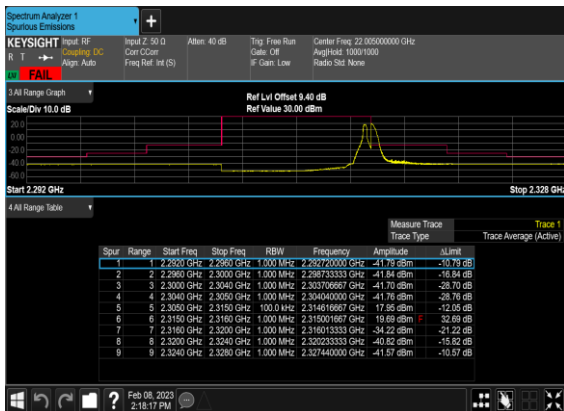 Spectrum Analyzer 1
Spurious Emissions
+
KEYSIGHT Input: RF Input Z: 50 Ω Atten: 40 dB Trig: Free Run Center Freq: 22.005000000 GHz
R T Coupling: DC Corr CCorr Gate: Off Avg|Hold: 1000/1000
Align: Auto Freq Ref: Int (S) IF Gain: Low Radio Std: None
FAIL
3 All Range Graph
Ref Lvl Offset 9.40 dB
Scale/Div 10.0 dB Ref Value 30.00 dBm
20.0
0.00
-20.0
-40.0
-60.0
Start 2.292 GHz Stop 2.328 GHz
4 All Range Table
Measure Trace Trace 1
Trace Type Trace Average (Active)
Spur Range Start Freq Stop Freq RBW Frequency Amplitude ΔLimit
1 1 2.2920 GHz 2.2960 GHz 1.000 MHz 2.292720000 GHz -41.79 dBm -10.79 dB
2 2 2.2960 GHz 2.3000 GHz 1.000 MHz 2.298733333 GHz -41.84 dBm -16.84 dB
3 3 2.3000 GHz 2.3040 GHz 1.000 MHz 2.303706667 GHz -41.70 dBm -28.70 dB
4 4 2.3040 GHz 2.3050 GHz 1.000 MHz 2.304040000 GHz -41.76 dBm -28.76 dB
5 5 2.3050 GHz 2.3150 GHz 100.0 kHz 2.314616667 GHz 17.95 dBm -12.05 dB
6 6 2.3150 GHz 2.3160 GHz 1.000 MHz 2.315001667 GHz 19.69 dBm F 32.69 dB
7 7 2.3160 GHz 2.3200 GHz 1.000 MHz 2.316013333 GHz -34.22 dBm -21.22 dB
8 8 2.3200 GHz 2.3240 GHz 1.000 MHz 2.320233333 GHz -40.82 dBm -15.82 dB
9 9 2.3240 GHz 2.3280 GHz 1.000 MHz 2.327440000 GHz -41.57 dBm -10.57 dB
? Feb 08, 2023
2:18:17 PM